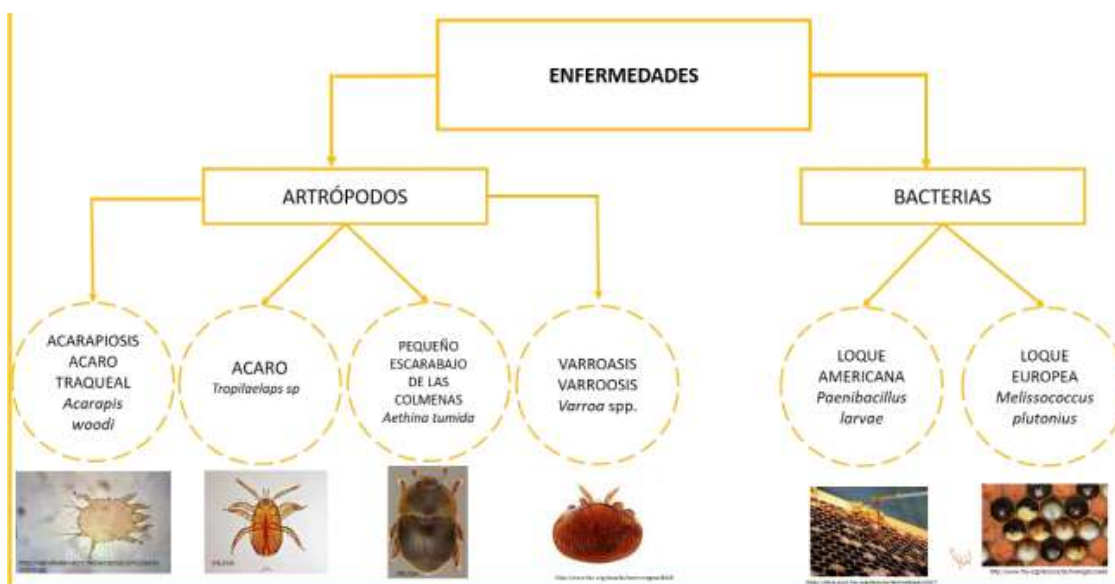 ENFERMEDADES
ARTRÓPODOS
BACTERIAS
ACARAPIOSIS
ACARO
TRAQUEAL
Acarapis
woodi
ACARO
Tropilaelaps sp
PEQUEÑO
ESCARABAJO
DE LAS
COLMENAS
Aethina tumida
VARROASIS
VARROOSIS
Varroa spp.
LOQUE
AMERICANA
Paenibacillus
larvae
LOQUE
EUROPEA
Melissococcus
plutonius